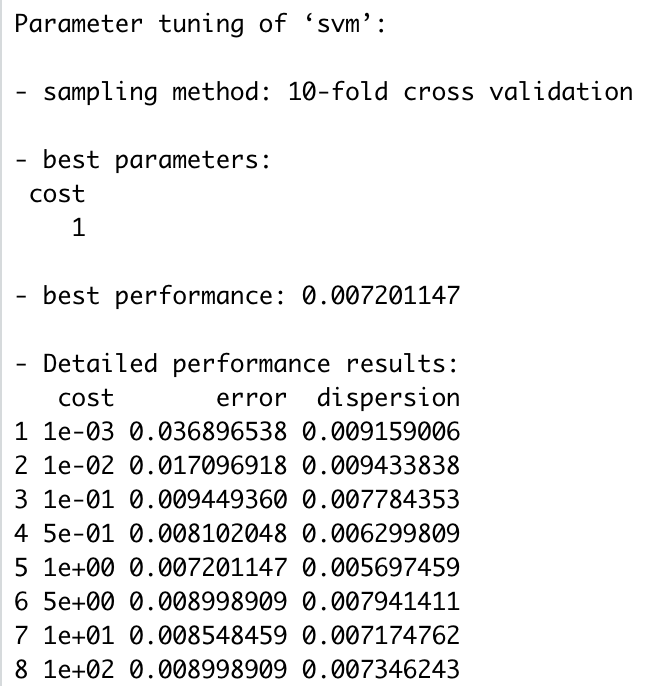 Parameter tuning of ‘svm’:
- sampling method: 10-fold cross validation
- best parameters:
cost
1
- best performance: 0.007201147
- Detailed performance results:
cost error dispersion
1 1e-03 0.036896538 0.009159006
2 1e-02 0.017096918 0.009433838
3 1e-01 0.009449360 0.007784353
4 5e-01 0.008102048 0.006299809
5 1e+00 0.007201147 0.005697459
6 5e+00 0.008998909 0.007941411
7 1e+01 0.008548459 0.007174762
8 1e+02 0.008998909 0.007346243